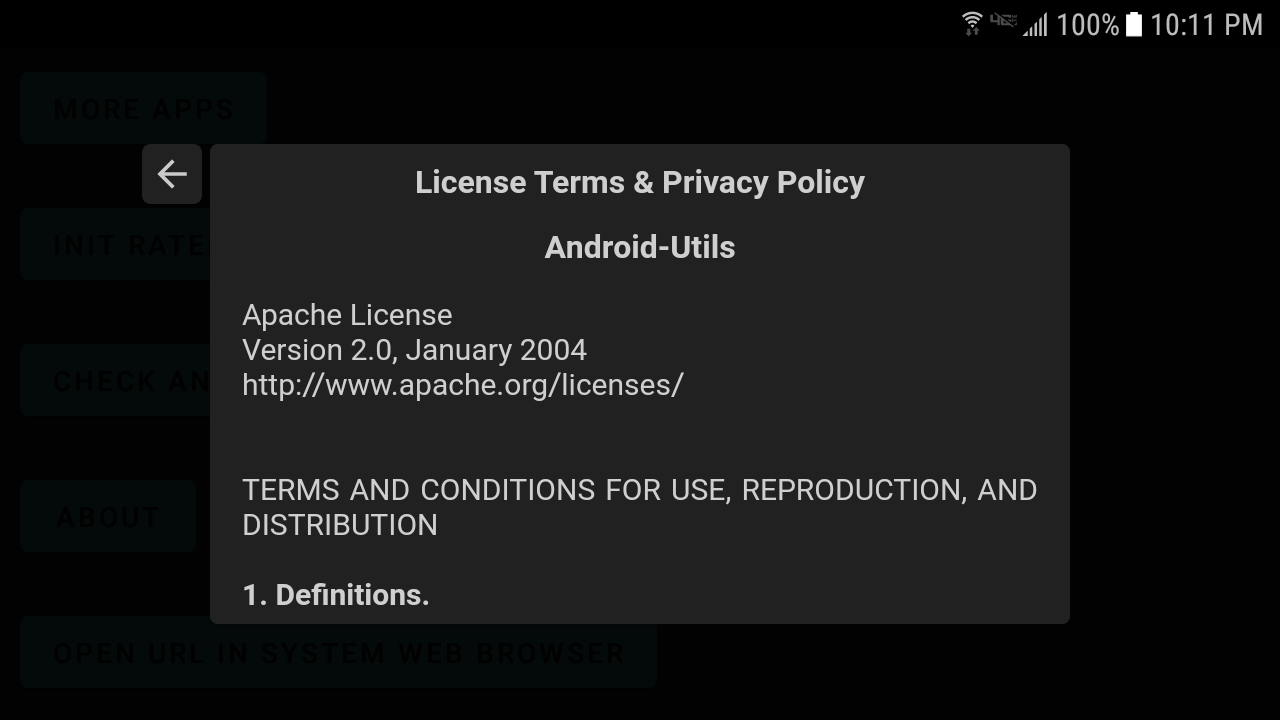 100% 10:11 PM
MORE APPS
License Terms & Privacy Policy
INIT RATE
Android-Utils
Apache License
Version 2.0, January 2004
http://www.apache.org/licenses/
CHECK AN
TERMS AND CONDITIONS FOR USE, REPRODUCTION, AND
DISTRIBUTION
ABOUT
1. Definitions.
OPEN URL IN SYSTEM WEB BROWSER